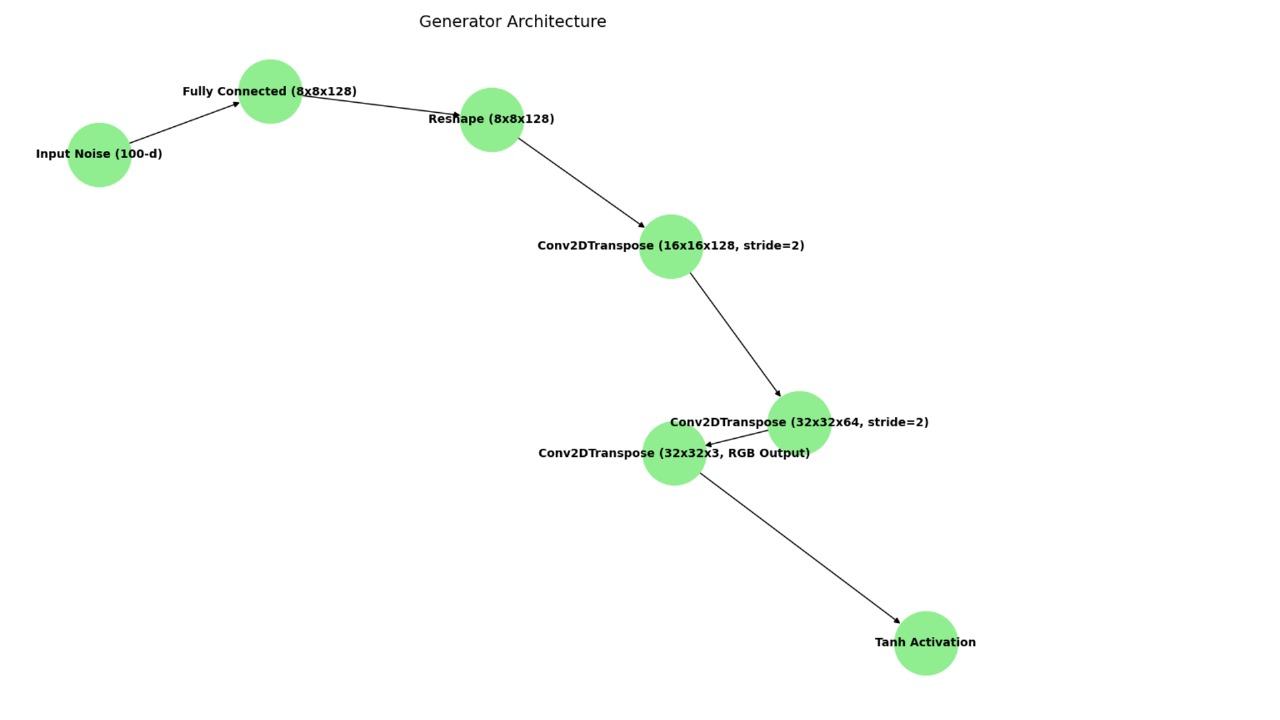 Generator Architecture
Fully Connected (8x8x128)
Reshape (8x8x128)
Input Noise (100-d)
Conv2DTranspose (16x16x128, stride=2)
Conv2DTranspose (32x32x64, stride=2)
Conv2DTranspose (32x32x3, RGB Output)
Tanh Activation